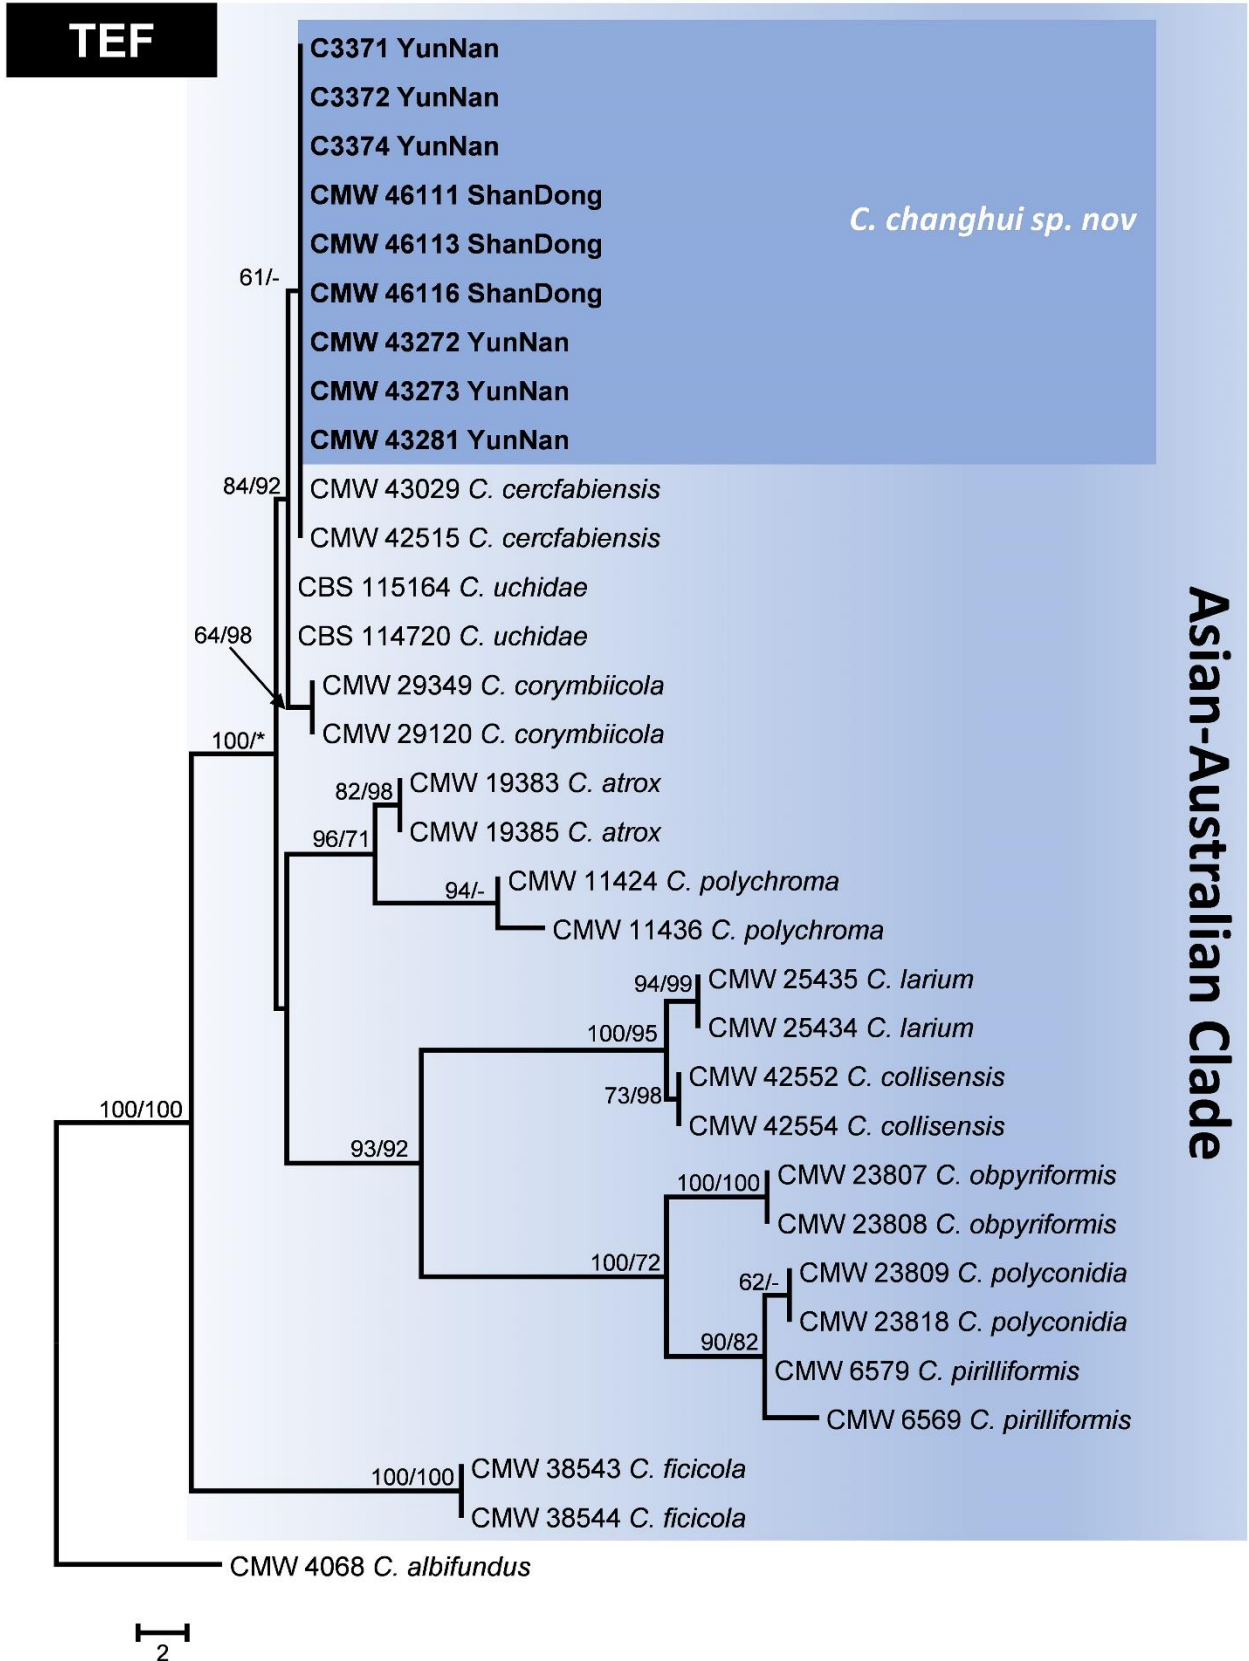 TEF
C3371 YunNan
C3372 YunNan
C3374 YunNan
CMW 46111 ShanDong
C. changhui sp. nov
CMW 46113 ShanDong
61/-
CMW 46116 ShanDong
CMW 43272 YunNan
CMW 43273 YunNan
CMW 43281 YunNan
84/92
CMW 43029 C. cercfabiensis
CMW 42515 C. cercfabiensis
CBS 115164 C. uchidae
64/98
CBS 114720 C. uchidae
CMW 29349 C. corymbiicola
CMW 29120 C. corymbiicola
100/*
82/98
CMW 19383 C. atrox
CMW 19385 C. atrox
96/71
94/-
CMW 11424 C. polychroma
CMW 11436 C. polychroma
94/99
CMW 25435 C. larium
100/95
CMW 25434 C. larium
73/98
CMW 42552 C. collisensis
CMW 42554 C. collisensis
100/100
93/92
100/100
CMW 23807 C. obpyriformis
CMW 23808 C. obpyriformis
100/72
62/-
CMW 23809 C. polyconidia
CMW 23818 C. polyconidia
90/82
CMW 6579 C. pirilliformis
CMW 6569 C. pirilliformis
100/100
CMW 38543 C. ficicola
CMW 38544 C. ficicola
CMW 4068 C. albifundus
Asian-Australian Clade
2